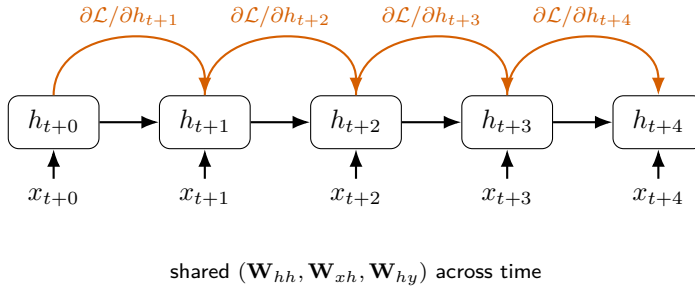 ∂ℒ/∂h_{t+1} ∂ℒ/∂h_{t+2} ∂ℒ/∂h_{t+3} ∂ℒ/∂h_{t+4}
h_{t+0} h_{t+1} h_{t+2} h_{t+3} h_{t+4}
x_{t+0} x_{t+1} x_{t+2} x_{t+3} x_{t+4}
shared (𝐖_{hh}, 𝐖_{xh}, 𝐖_{hy}) across time